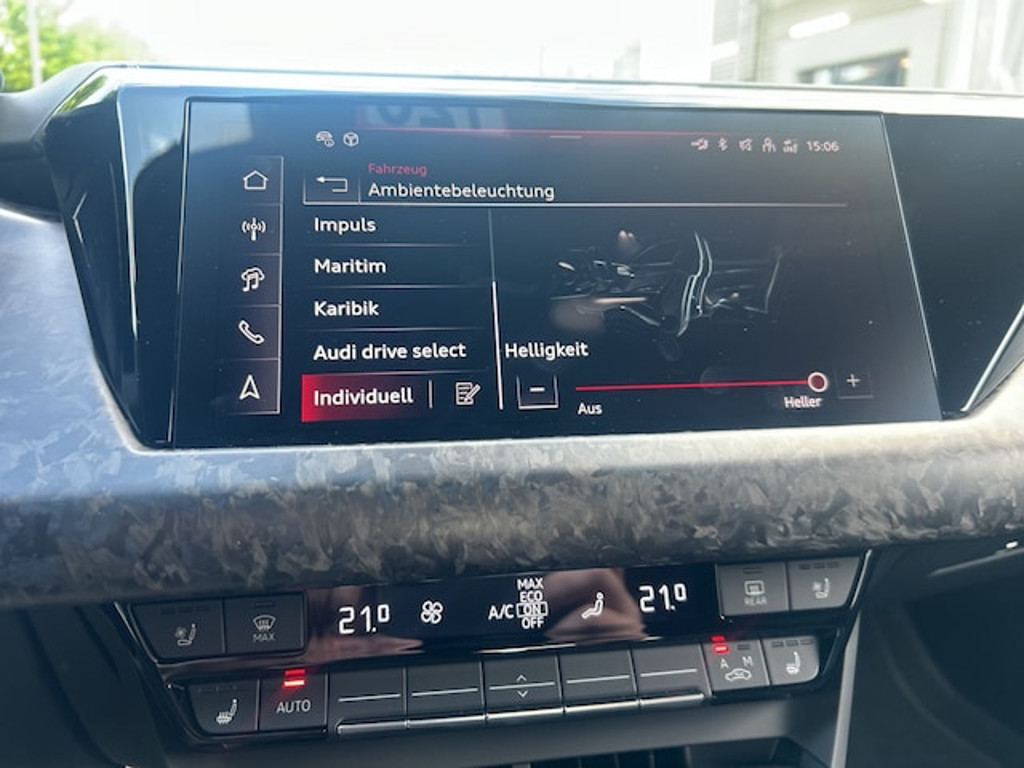 15:06
Fahrzeug
Ambientebeleuchtung
Impuls
Maritim
Karibik
Audi drive select
Individuell
Helligkeit
− +
Aus
Heller
MAX
ECO
21.0 A/C ON 21.0
OFF
MAX
REAR
AUTO
A M